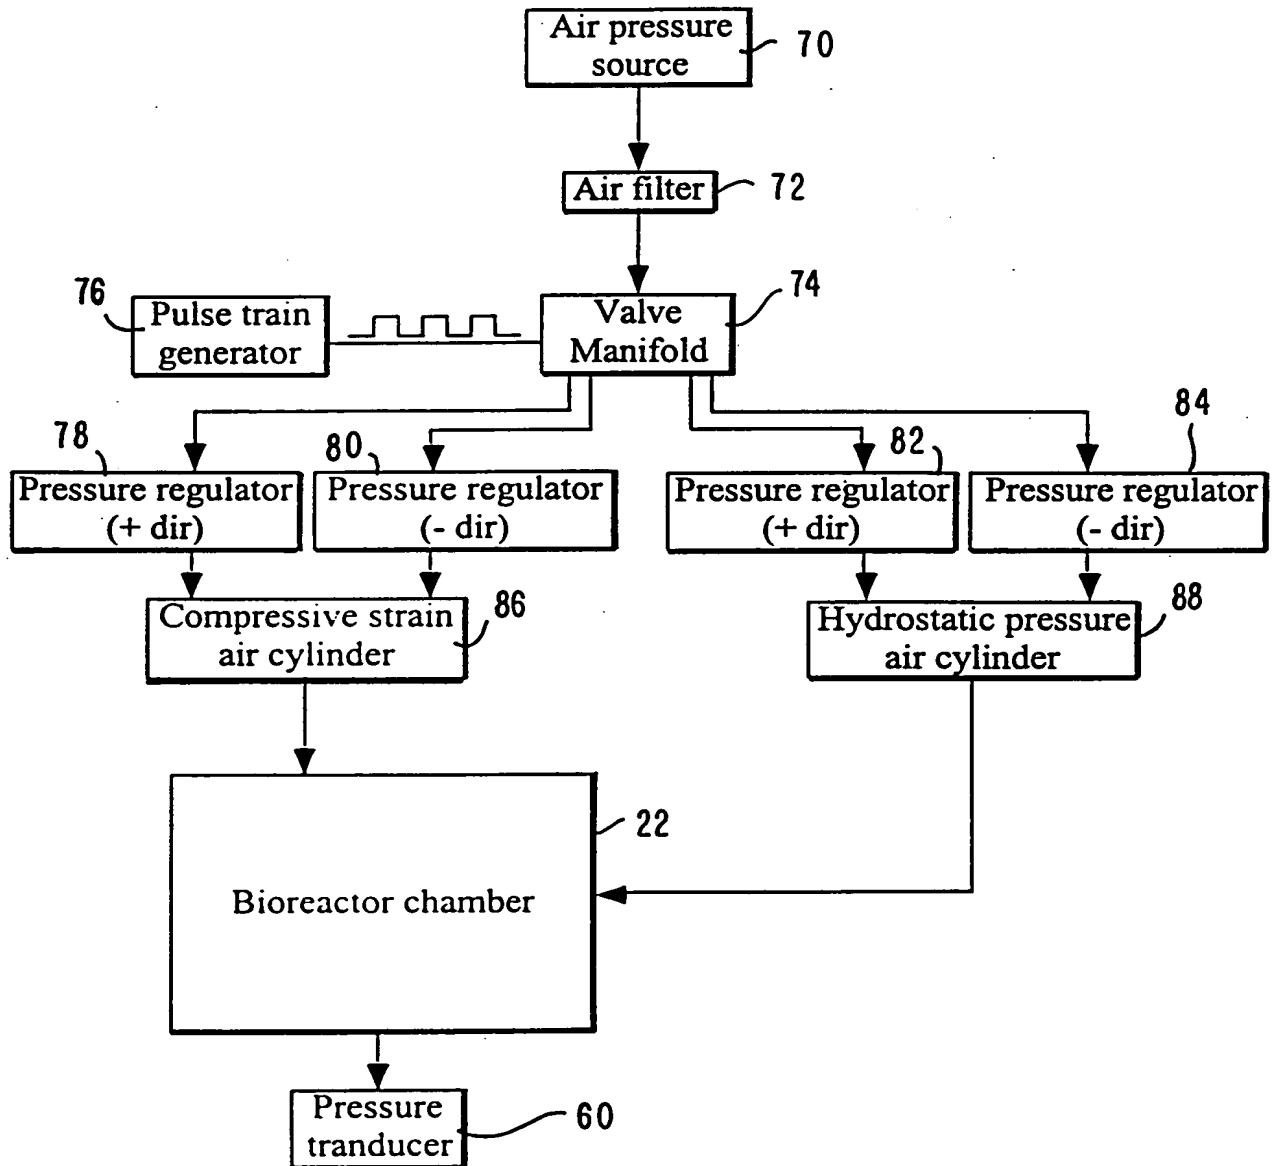 Air pressure
source
70
Air filter
72
76
Pulse train
generator
Valve
Manifold
74
78
Pressure regulator
(+ dir)
80
Pressure regulator
(- dir)
82
Pressure regulator
(+ dir)
84
Pressure regulator
(- dir)
Compressive strain
air cylinder
86
Hydrostatic pressure
air cylinder
88
22
Bioreactor chamber
Pressure
tranducer
60